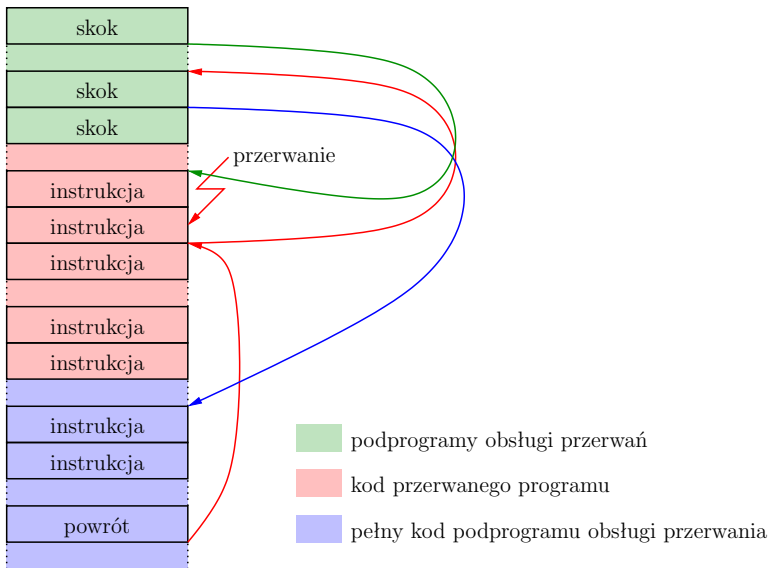 skok
skok
skok
przerwanie
instrukcja
instrukcja
instrukcja
instrukcja
instrukcja
instrukcja
instrukcja
powrót
podprogramy obsługi przerwań
kod przerwanego programu
pełny kod podprogramu obsługi przerwania